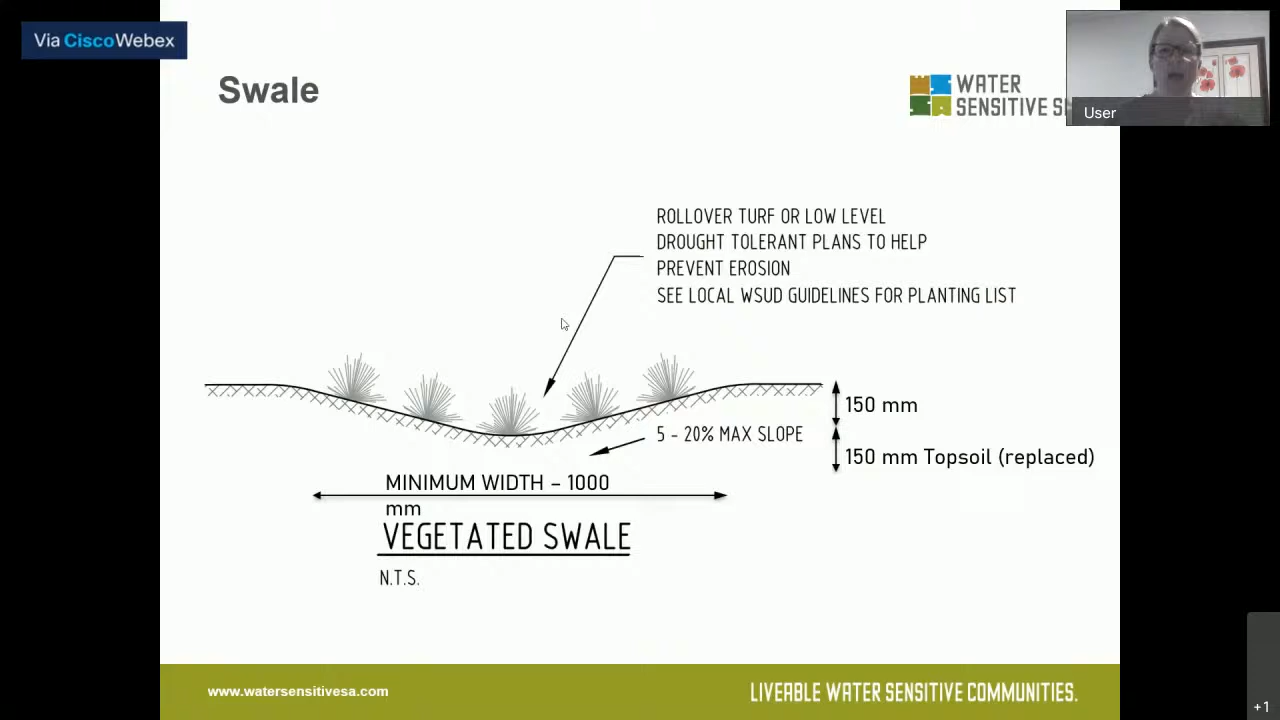 Via Cisco Webex
Swale
WATER
SENSITIVE
User
ROLLOVER TURF OR LOW LEVEL
DROUGHT TOLERANT PLANS TO HELP
PREVENT EROSION
SEE LOCAL WSUD GUIDELINES FOR PLANTING LIST
150 mm
5 - 20% MAX SLOPE
150 mm Topsoil (replaced)
MINIMUM WIDTH – 1000
mm
VEGETATED SWALE
N.T.S.
www.watersensitivesa.com
LIVEABLE WATER SENSITIVE COMMUNITIES.
+1